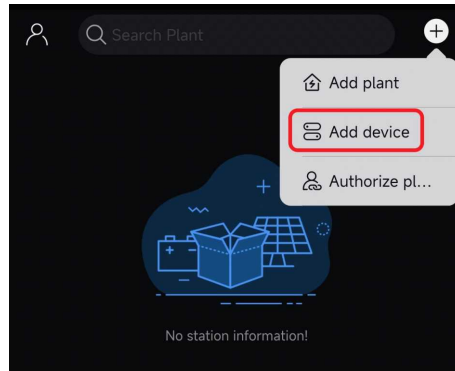 Search Plant
Add plant
Add device
Authorize pl...
No station information!